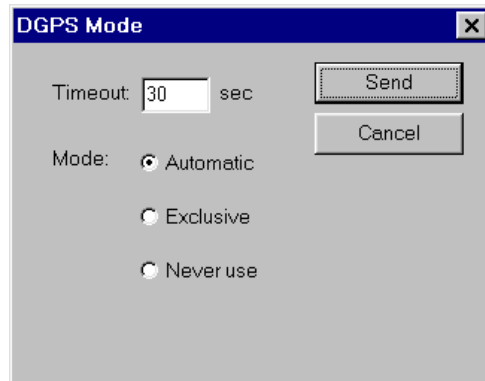 DGPS Mode
Timeout: 30 sec
Send
Cancel
Mode: Automatic
Exclusive
Never use